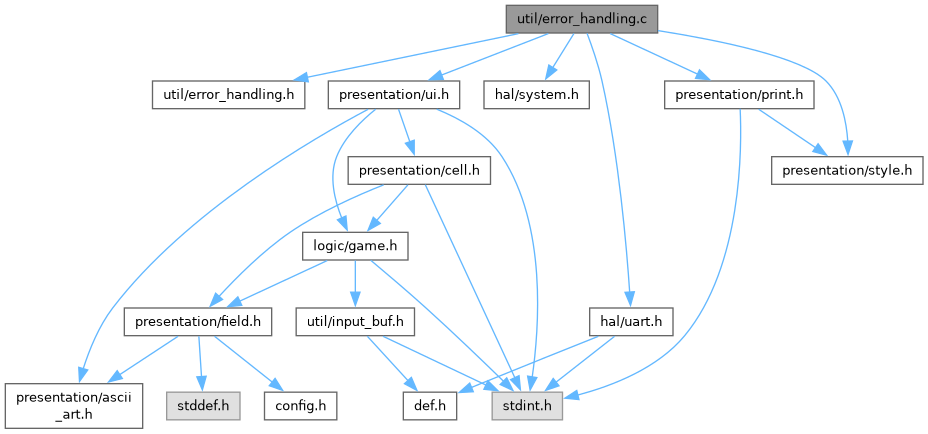 util/error_handling.c
util/error_handling.h
presentation/ui.h
hal/system.h
presentation/print.h
presentation/cell.h
presentation/style.h
logic/game.h
presentation/field.h
util/input_buf.h
hal/uart.h
presentation/ascii
_art.h
stddef.h
config.h
def.h
stdint.h